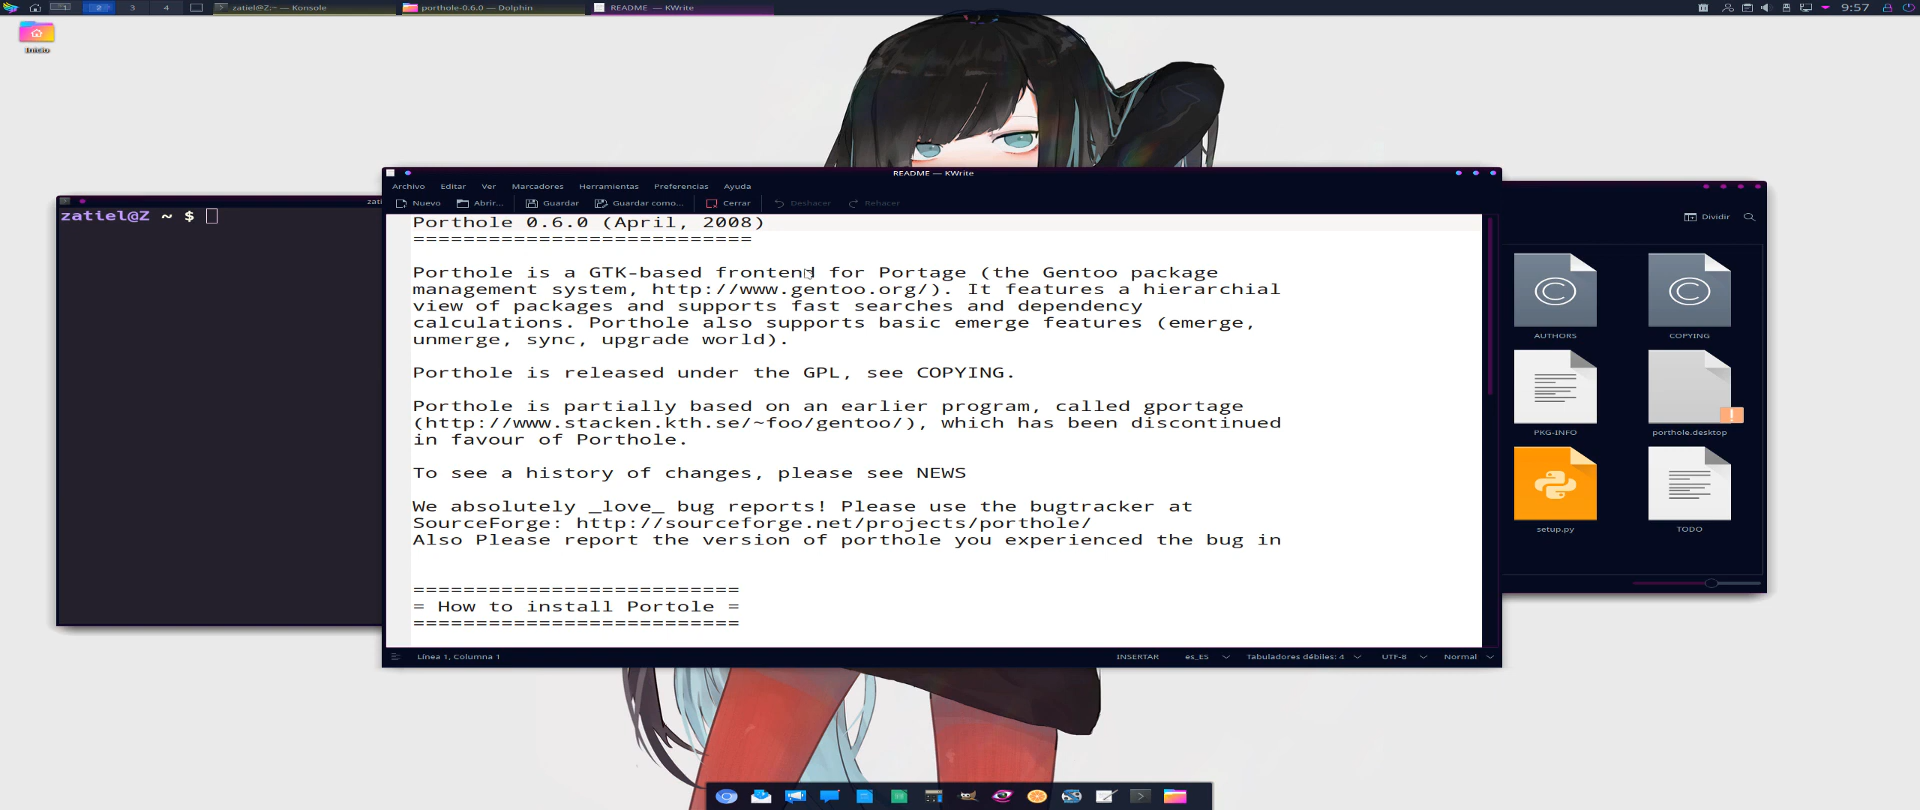 1 2 3 4 zatiel@Z:~ — Konsole porthole-0.6.0 — Dolphin README — KWrite 9:57
Inicio
README — KWrite
Archivo Editar Ver Marcadores Herramientas Preferencias Ayuda
Nuevo Abrir... Guardar Guardar como... Cerrar Deshacer Rehacer
zati
zatiel@Z ~ $
Dividir
Porthole 0.6.0 (April, 2008)
===========================
Porthole is a GTK-based frontend for Portage (the Gentoo package
management system, http://www.gentoo.org/). It features a hierarchial
view of packages and supports fast searches and dependency
calculations. Porthole also supports basic emerge features (emerge,
unmerge, sync, upgrade world).
Porthole is released under the GPL, see COPYING.
Porthole is partially based on an earlier program, called gportage
(http://www.stacken.kth.se/~foo/gentoo/), which has been discontinued
in favour of Porthole.
To see a history of changes, please see NEWS
We absolutely _love_ bug reports! Please use the bugtracker at
SourceForge: http://sourceforge.net/projects/porthole/
Also Please report the version of porthole you experienced the bug in
==========================
= How to install Portole =
==========================
Línea 1, Columna 1 INSERTAR es_ES Tabuladores débiles: 4 UTF-8 Normal
AUTHORS COPYING
PKG-INFO porthole.desktop
setup.py TODO